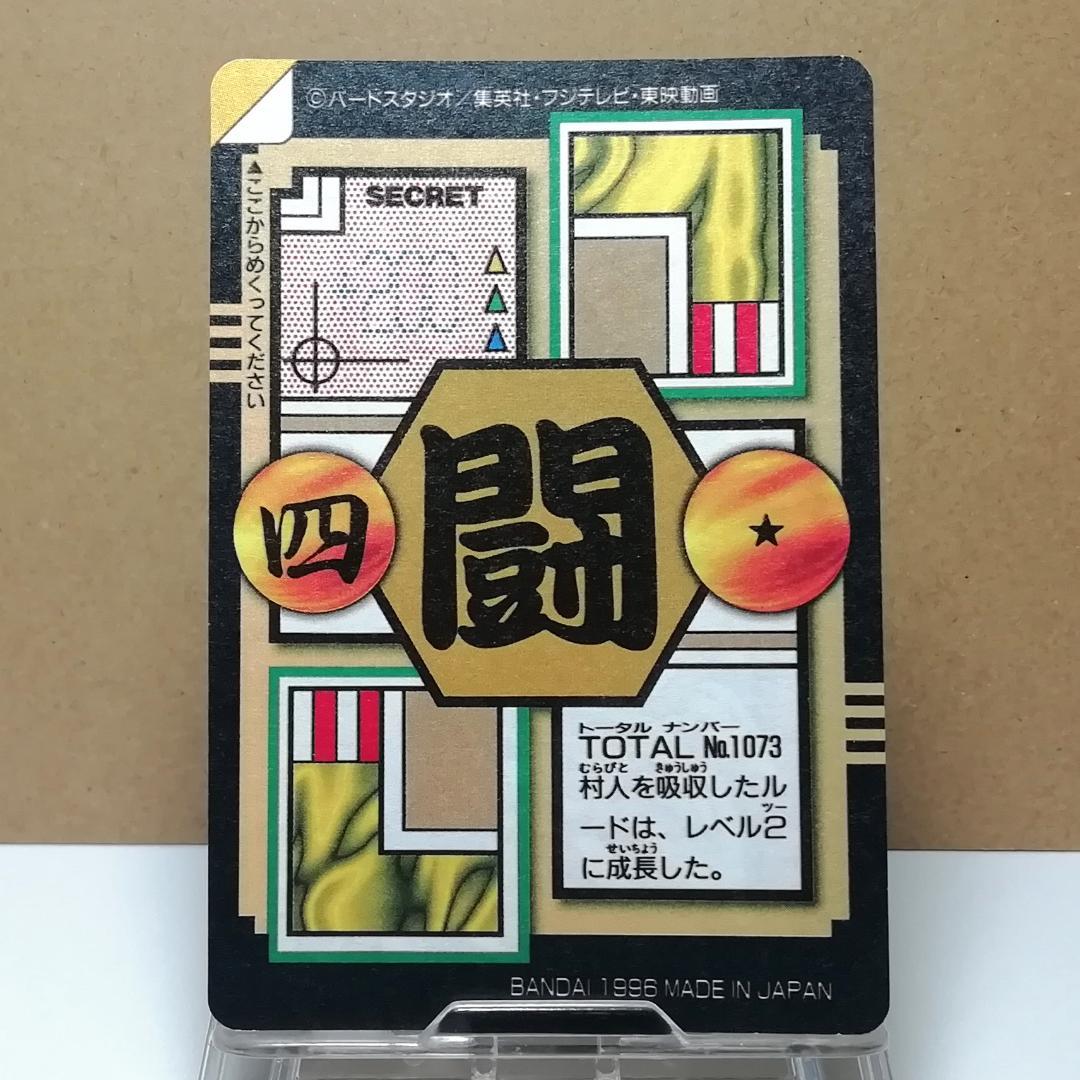 ©バードスタジオ/集英社・フジテレビ・東映動画
▲ここからめくってください
SECRET
四
闘
★
トータル ナンバー
TOTAL No.1073
むらびと きゅうしゅう
村人を吸収したル
ツー
ードは、レベル2
せいちょう
に成長した。
BANDAI 1996 MADE IN JAPAN